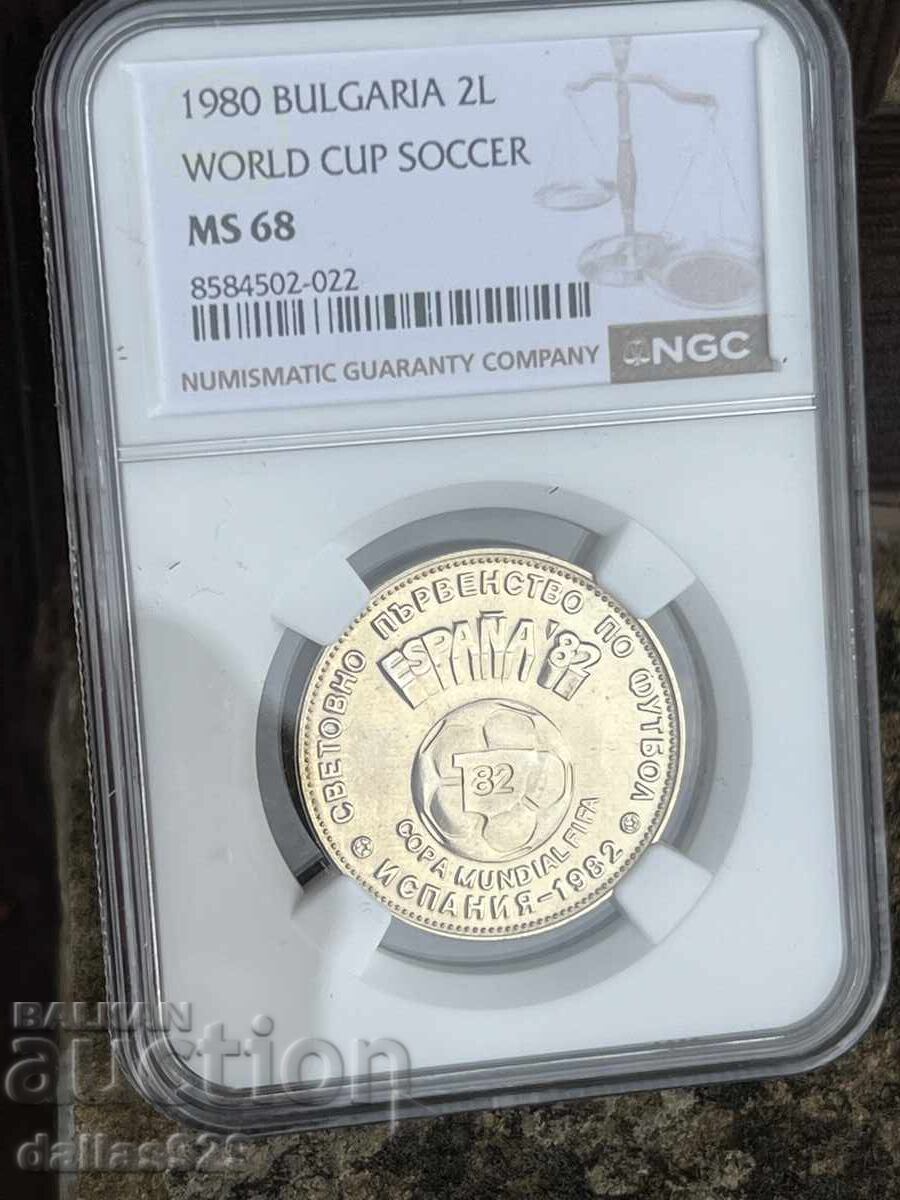 1980 BULGARIA 2L
WORLD CUP SOCCER
MS 68
8584502-022
NUMISMATIC GUARANTY COMPANY
NGC
СВЕТОВНО ПЪРВЕНСТВО ПО ФУТБОЛ
ESPAÑA '82
82
COPA MUNDIAL FIFA
ИСПАНИЯ-1982
BALKAN
auction
dallas929